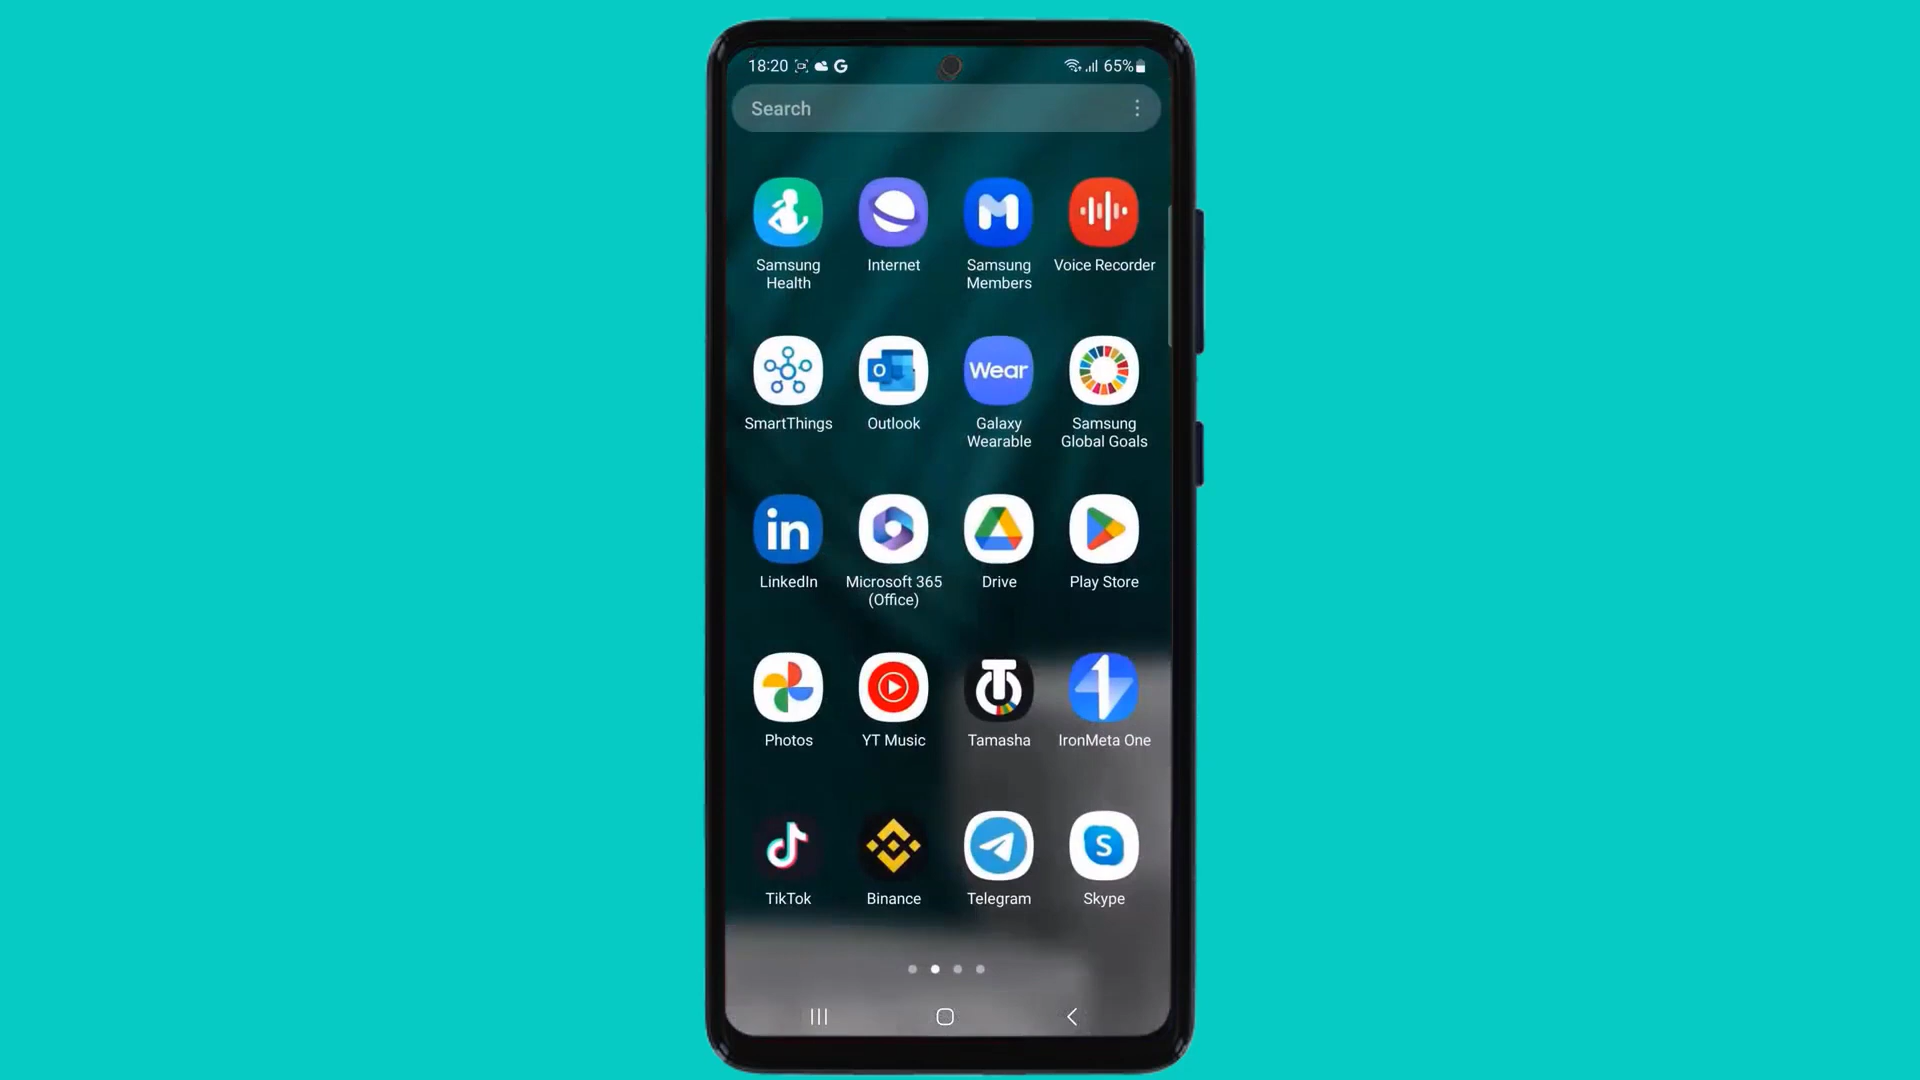 18:20
65%
Search
Samsung Health
Internet
Samsung Members
Voice Recorder
SmartThings
Outlook
Wear
Galaxy Wearable
Samsung Global Goals
in
LinkedIn
Microsoft 365 (Office)
Drive
Play Store
Photos
YT Music
Tamasha
IronMeta One
TikTok
Binance
Telegram
S
Skype